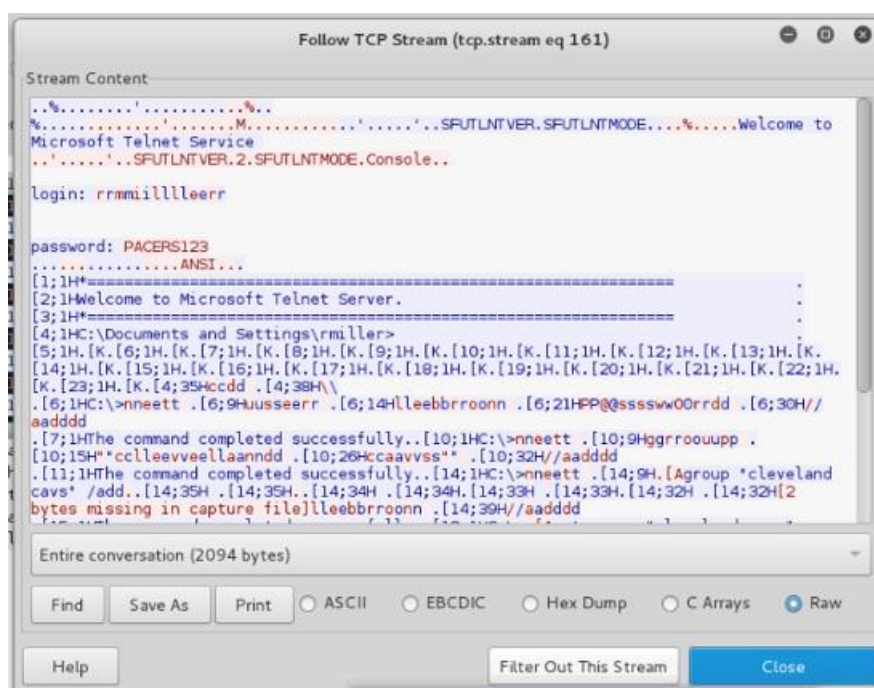 Follow TCP Stream (tcp.stream eq 161)
Stream Content
..%........'...........%..
%.............'.......M............'.....'..SFUTLNTVER.SFUTLNTMODE....%.....Welcome to
Microsoft Telnet Service
..'.....'..SFUTLNTVER.2.SFUTLNTMODE.Console..
login: rrmmiilllleerr
password: PACERS123
.................ANSI...
[1;1H*===============================================================                .
[2;1HWelcome to Microsoft Telnet Server.                                             .
[3;1H*===============================================================                .
[4;1HC:\Documents and Settings\rmiller>                                              .
[5;1H.[K.[6;1H.[K.[7;1H.[K.[8;1H.[K.[9;1H.[K.[10;1H.[K.[11;1H.[K.[12;1H.[K.[13;1H.[K.
[14;1H.[K.[15;1H.[K.[16;1H.[K.[17;1H.[K.[18;1H.[K.[19;1H.[K.[20;1H.[K.[21;1H.[K.[22;1H.
[K.[23;1H.[K.[4;35Hccdd .[4;38H\\
.[6;1HC:\>nneett .[6;9Huusseerr .[6;14Hlleebbrroonn .[6;21HPP@@ssssww00rrdd .[6;30H//
aadddd
.[7;1HThe command completed successfully..[10;1HC:\>nneett .[10;9Hggrroouupp .
[10;15H""cclleevveellaanndd .[10;26Hccaavvss"" .[10;32H//aadddd
.[11;1HThe command completed successfully..[14;1HC:\>nneett .[14;9H.[Agroup "cleveland
cavs" /add..[14;35H .[14;35H..[14;34H .[14;34H.[14;33H .[14;33H.[14;32H .[14;32H[2
bytes missing in capture file]lleebbrroonn .[14;39H//aadddd
Entire conversation (2094 bytes)
Find
Save As
Print
ASCII
EBCDIC
Hex Dump
C Arrays
Raw
Help
Filter Out This Stream
Close